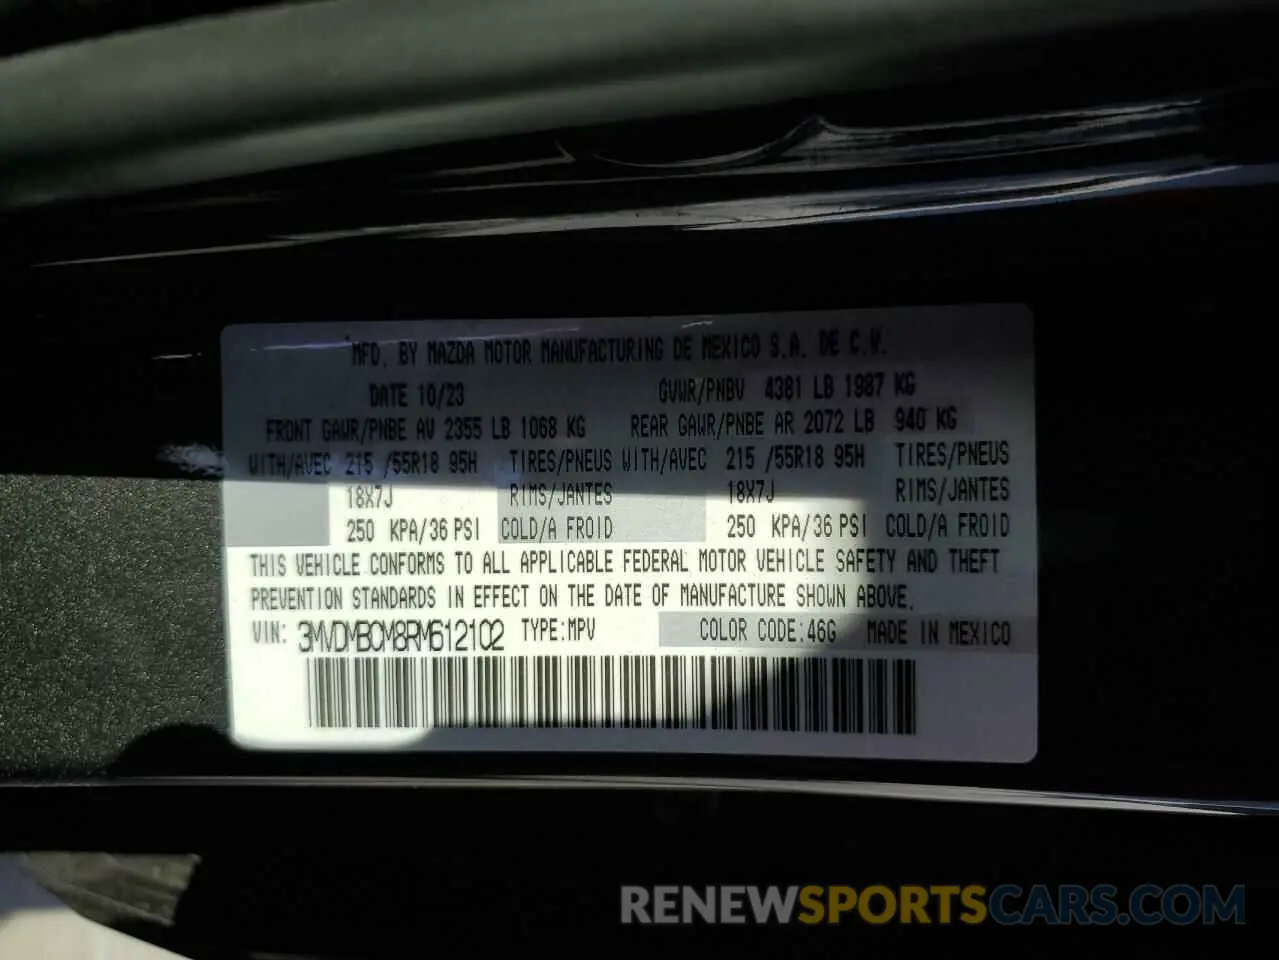 MFD. BY MAZDA MOTOR MANUFACTURING DE MEXICO S.A. DE C.V.
DATE 10/23 GVWR/PNBV 4381 LB 1987 KG
FRONT GAWR/PNBE AV 2355 LB 1068 KG REAR GAWR/PNBE AR 2072 LB 940 KG
WITH/AVEC 215 /55R18 95H TIRES/PNEUS WITH/AVEC 215 /55R18 95H TIRES/PNEUS
18X7J RIMS/JANTES 18X7J RIMS/JANTES
250 KPA/36 PSI COLD/A FROID 250 KPA/36 PSI COLD/A FROID
THIS VEHICLE CONFORMS TO ALL APPLICABLE FEDERAL MOTOR VEHICLE SAFETY AND THEFT
PREVENTION STANDARDS IN EFFECT ON THE DATE OF MANUFACTURE SHOWN ABOVE.
VIN: 3MVDMBCM8RM612102 TYPE:MPV COLOR CODE:46G MADE IN MEXICO
RENEWSPORTSCARS.COM